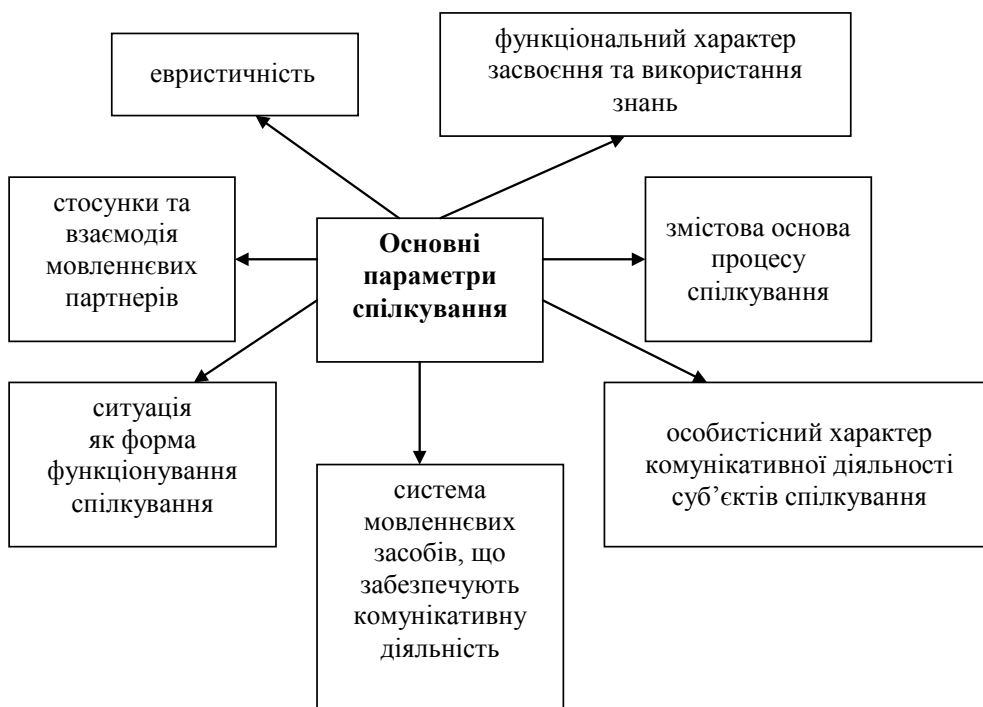 евристичність
функціональний характер
засвоєння та використання
знань
стосунки та
взаємодія
мовленнєвих
партнерів
Основні
параметри
спілкування
змістова основа
процесу
спілкування
ситуація
як форма
функціонування
спілкування
система
мовленнєвих
засобів, що
забезпечують
комунікативну
діяльність
особистісний характер
комунікативної діяльності
суб’єктів спілкування